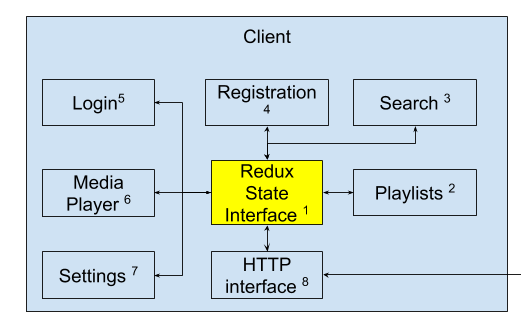 Client
Login5
Registration
4
Search 3
Media
Player 6
Redux
State
Interface 1
Playlists 2
Settings 7
HTTP
interface 8